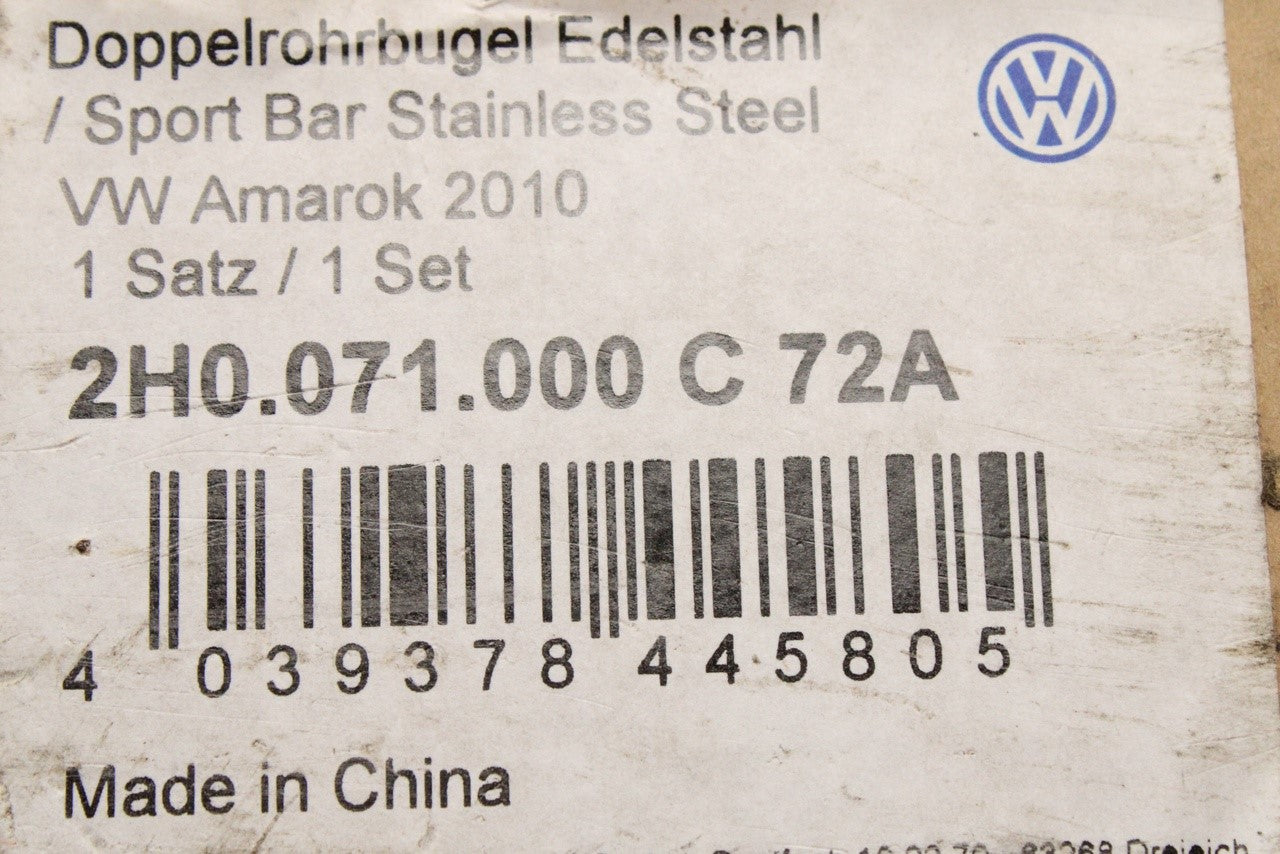 Doppelrohrbugel Edelstahl
/ Sport Bar Stainless Steel
VW Amarok 2010
1 Satz / 1 Set
2H0.071.000 C 72A
4 039378 445805
Made in China
Dreieich